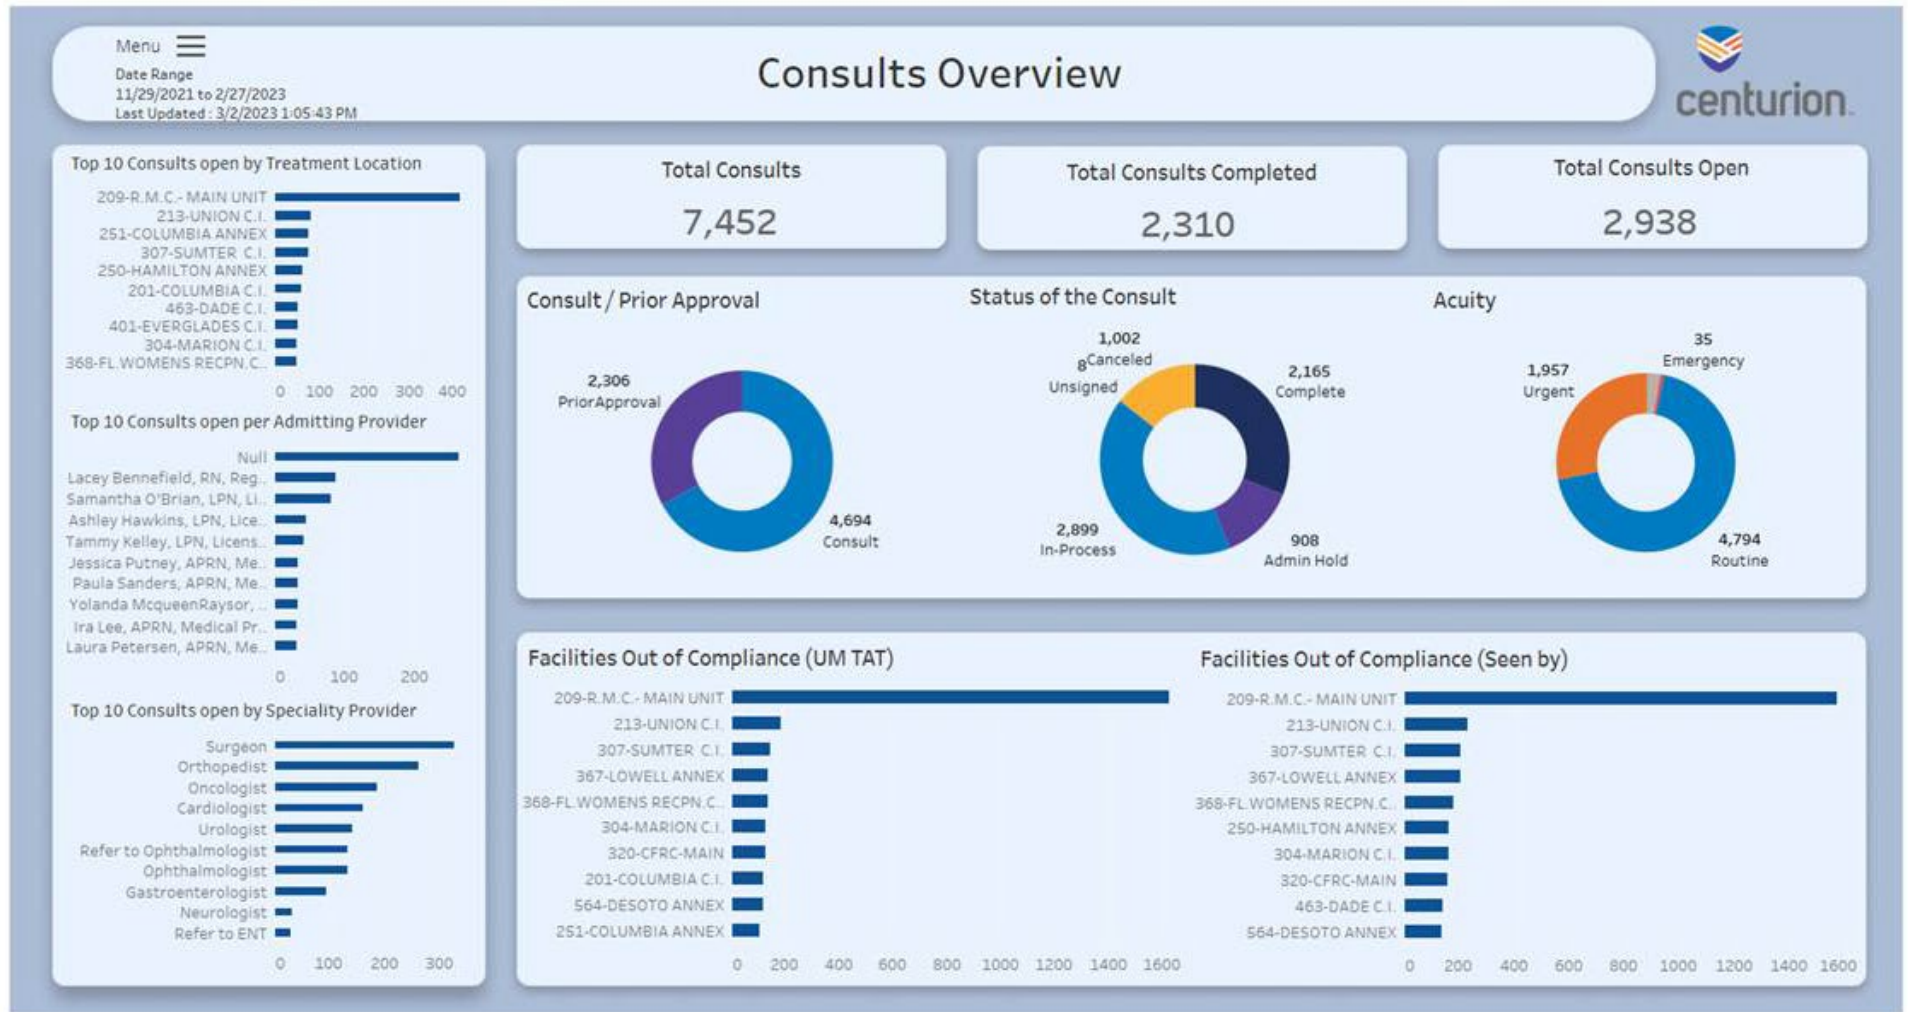 Menu
Date Range
11/29/2021 to 2/27/2023
Last Updated : 3/2/2023 1:05:43 PM
Consults Overview
centurion
Top 10 Consults open by Treatment Location
209-R.M.C.- MAIN UNIT
213-UNION C.I.
251-COLUMBIA ANNEX
307-SUMTER C.I.
250-HAMILTON ANNEX
201-COLUMBIA C.I.
463-DADE C.I.
401-EVERGLADES C.I.
304-MARION C.I.
368-FL.WOMENS RECPN.C..
0 100 200 300 400
Top 10 Consults open per Admitting Provider
Null
Lacey Bennefield, RN, Reg..
Samantha O'Brian, LPN, Li..
Ashley Hawkins, LPN, Lice..
Tammy Kelley, LPN, Licens..
Jessica Putney, APRN, Me..
Paula Sanders, APRN, Me..
Yolanda McqueenRaysor, ..
Ira Lee, APRN, Medical Pr..
Laura Petersen, APRN, Me..
0 100 200
Top 10 Consults open by Speciality Provider
Surgeon
Orthopedist
Oncologist
Cardiologist
Urologist
Refer to Ophthalmologist
Ophthalmologist
Gastroenterologist
Neurologist
Refer to ENT
0 100 200 300
Total Consults
7,452
Total Consults Completed
2,310
Total Consults Open
2,938
Consult / Prior Approval
2,306
PriorApproval
4,694
Consult
Status of the Consult
1,002
Canceled
8
Unsigned
2,165
Complete
2,899
In-Process
908
Admin Hold
Acuity
35
Emergency
1,957
Urgent
4,794
Routine
Facilities Out of Compliance (UM TAT)
209-R.M.C.- MAIN UNIT
213-UNION C.I.
307-SUMTER C.I.
367-LOWELL ANNEX
368-FL.WOMENS RECPN.C..
304-MARION C.I.
320-CFRC-MAIN
201-COLUMBIA C.I.
564-DESOTO ANNEX
251-COLUMBIA ANNEX
0 200 400 600 800 1000 1200 1400 1600
Facilities Out of Compliance (Seen by)
209-R.M.C.- MAIN UNIT
213-UNION C.I.
307-SUMTER C.I.
367-LOWELL ANNEX
368-FL.WOMENS RECPN.C..
250-HAMILTON ANNEX
304-MARION C.I.
320-CFRC-MAIN
463-DADE C.I.
564-DESOTO ANNEX
0 200 400 600 800 1000 1200 1400 1600